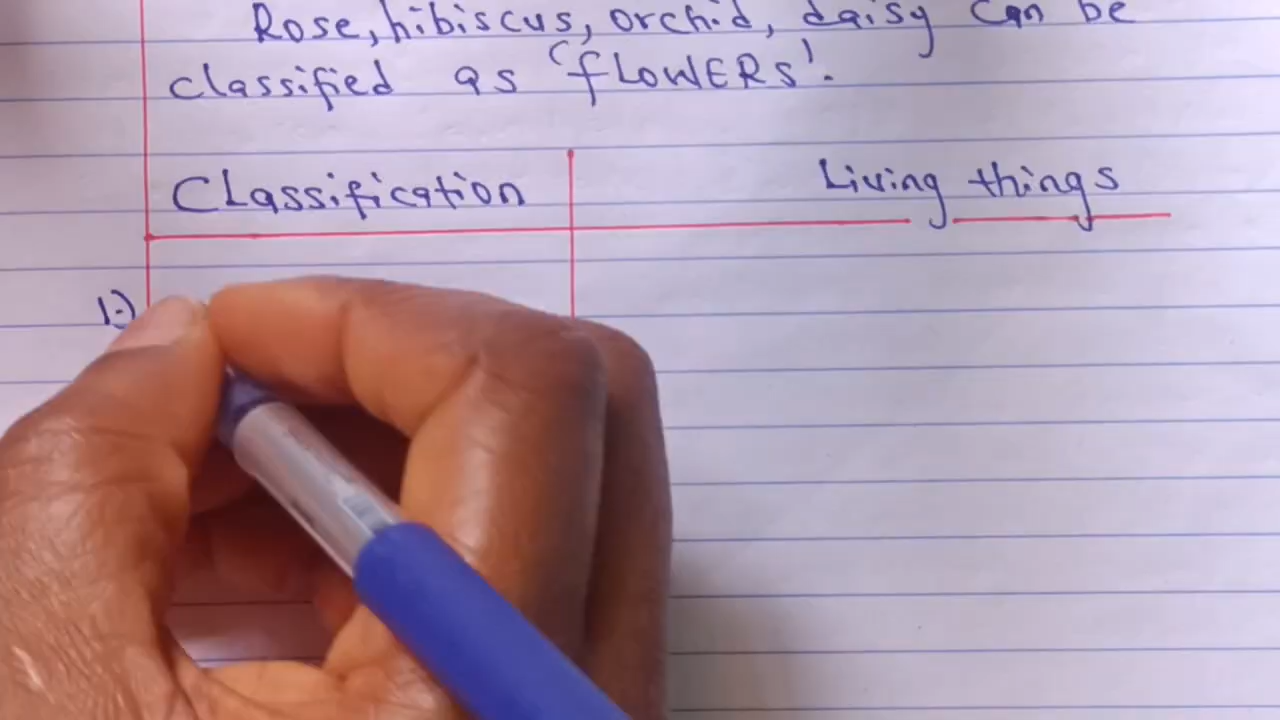 Rose, hibiscus, orchid, daisy can be
classified as 'fLOWERs'.
Classification Living things
1.)